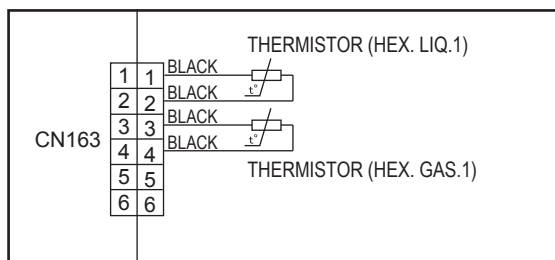 THERMISTOR (HEX. LIQ.1)
1 1 BLACK
t°
2 2 BLACK
3 3 BLACK
t°
CN163
4 4 BLACK
THERMISTOR (HEX. GAS.1)
5 5
6 6